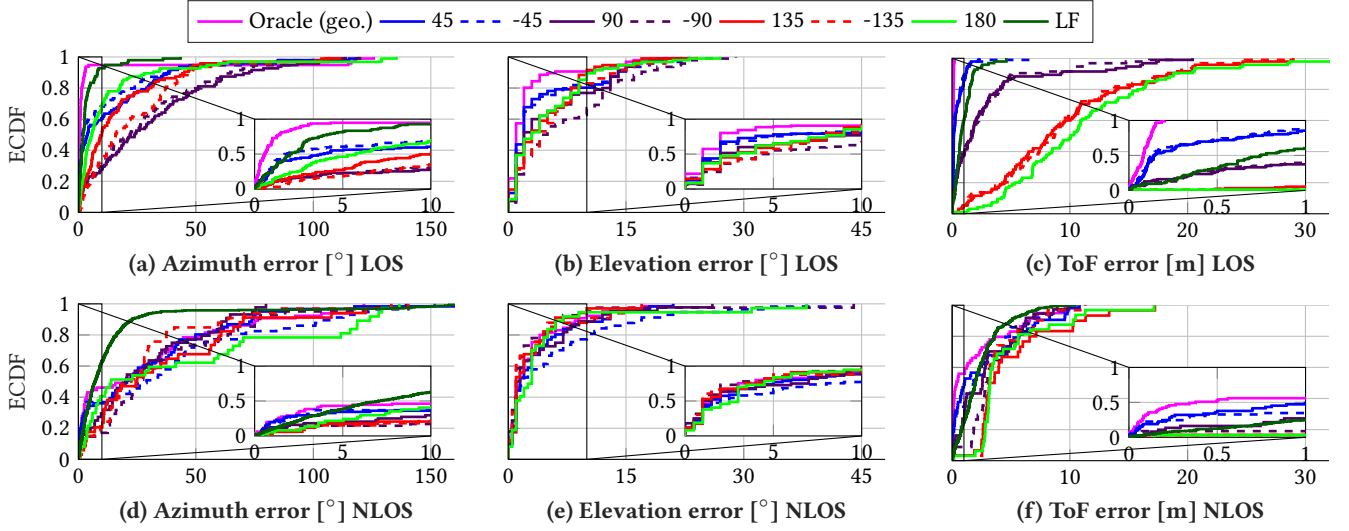 Oracle (geo.) 45 -45 90 -90 135 -135 180 LF
ECDF
1
0.8
0.6
0.4
0.2
0
0 50 100 150
1
0.5
0
0 5 10
(a) Azimuth error [°] LOS
0 15 30 45
1
0.5
0
0 5 10
(b) Elevation error [°] LOS
0 10 20 30
1
0.5
0
0 0.5 1
(c) ToF error [m] LOS
ECDF
1
0.8
0.6
0.4
0.2
0
0 50 100 150
1
0.5
0
0 5 10
(d) Azimuth error [°] NLOS
0 15 30 45
1
0.5
0
0 5 10
(e) Elevation error [°] NLOS
0 10 20 30
1
0.5
0
0 0.5 1
(f) ToF error [m] NLOS